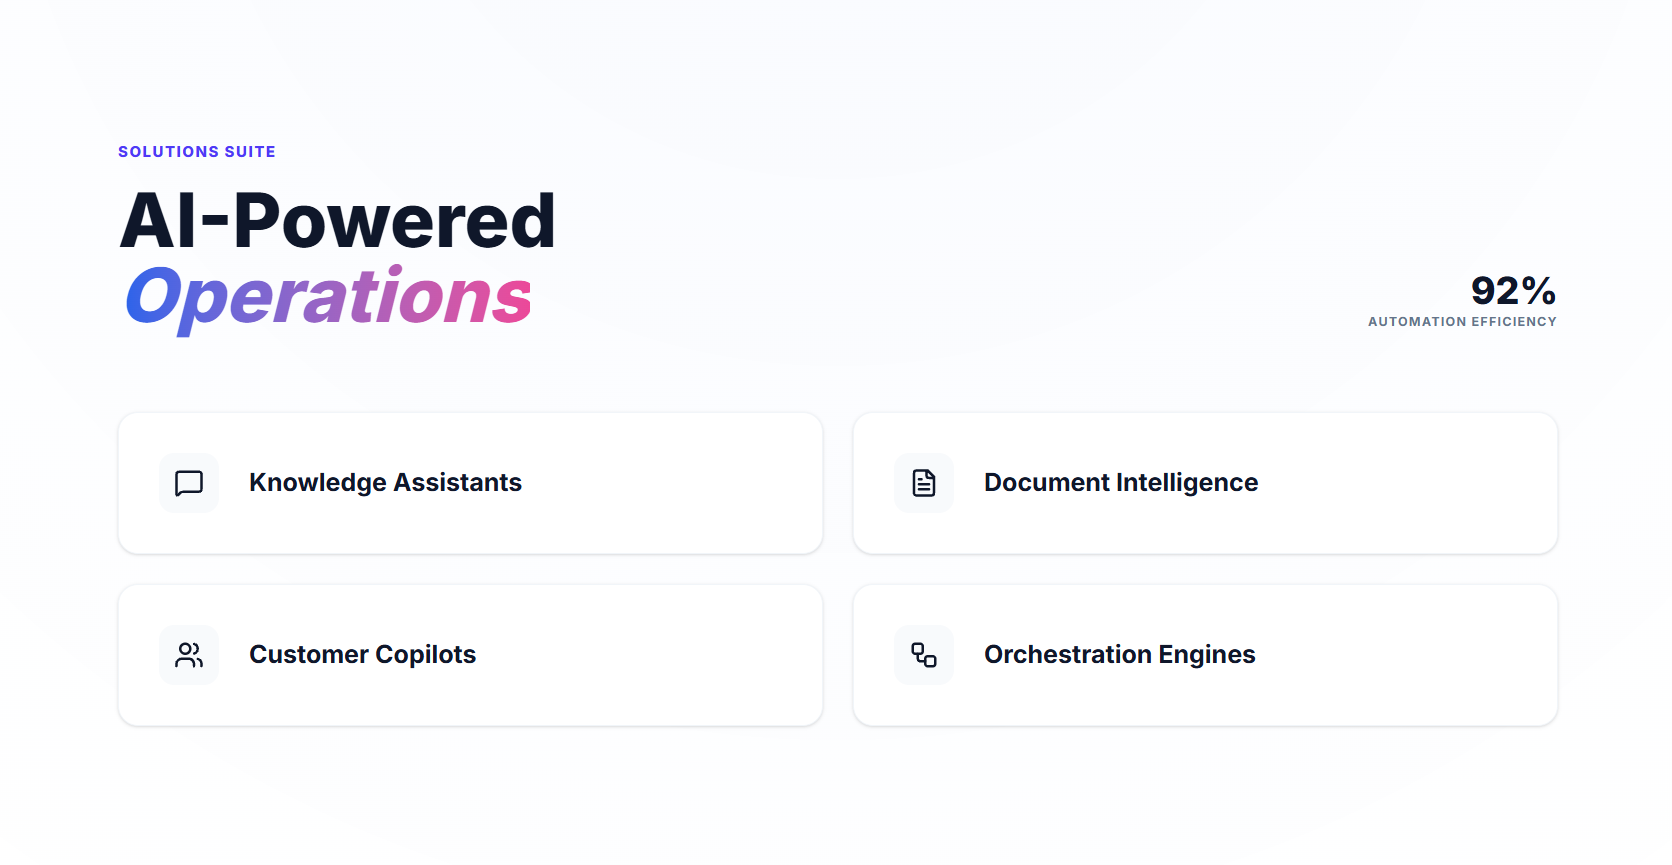 SOLUTIONS SUITE
AI-Powered
Operations
92%
AUTOMATION EFFICIENCY
Knowledge Assistants
Document Intelligence
Customer Copilots
Orchestration Engines